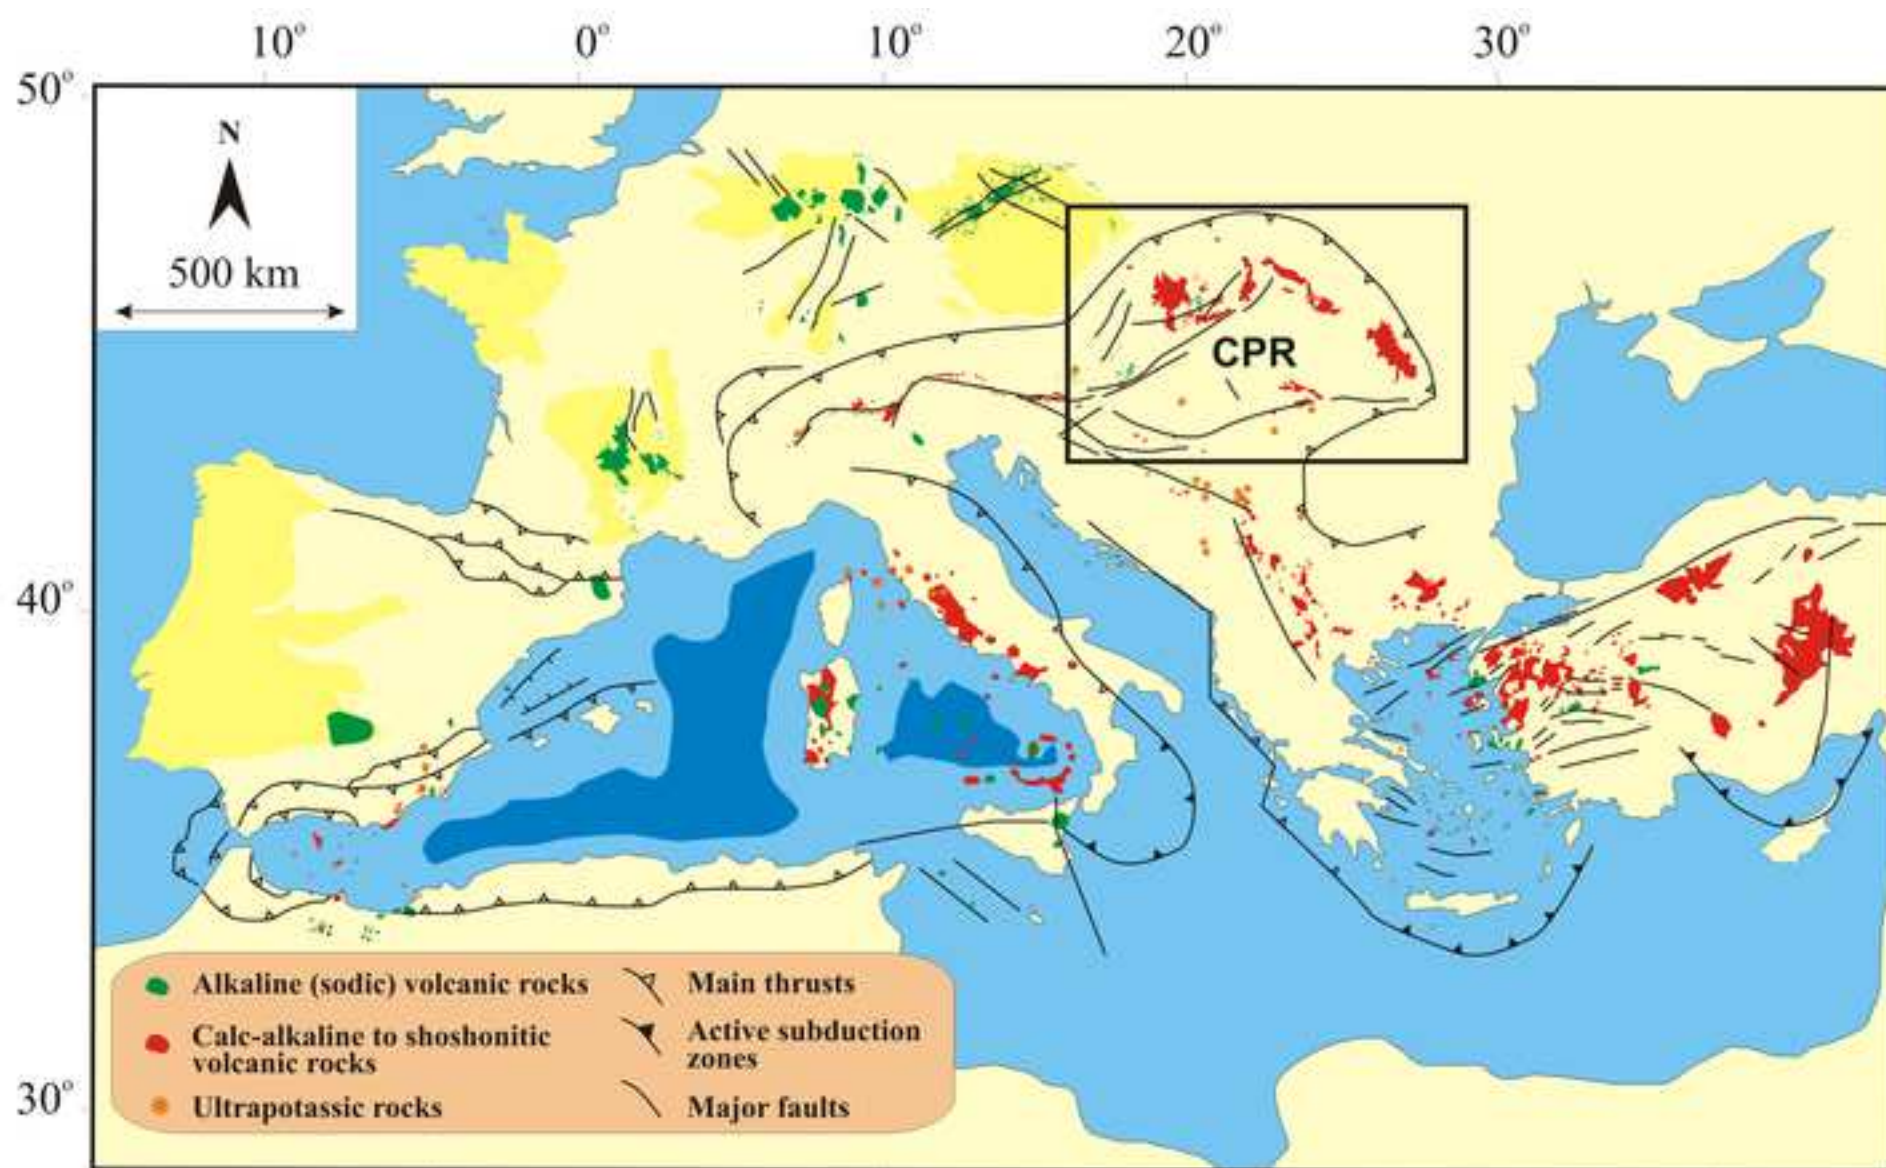 10° 0° 10° 20° 30°
50°
N
500 km
CPR
40°
30°
Alkaline (sodic) volcanic rocks
Calc-alkaline to shoshonitic
volcanic rocks
Ultrapotassic rocks
Main thrusts
Active subduction
zones
Major faults